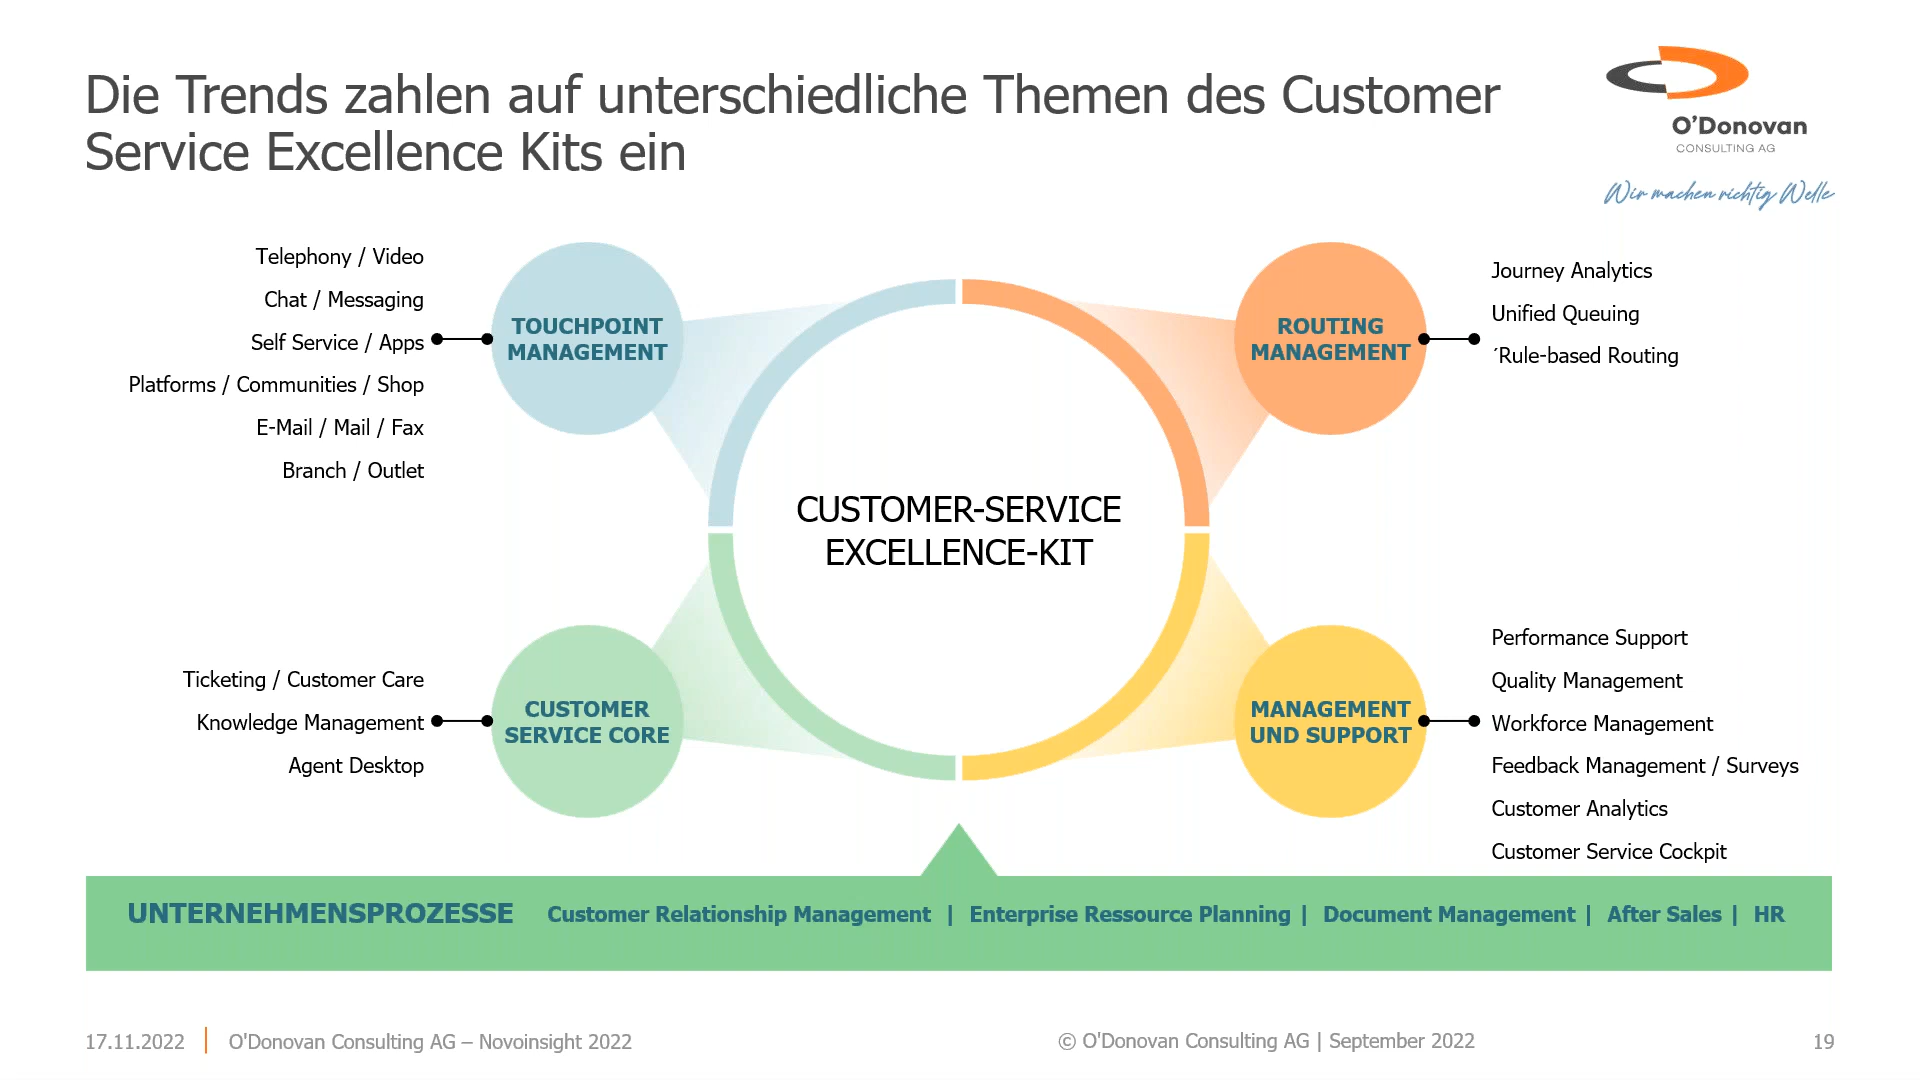 Die Trends zahlen auf unterschiedliche Themen des Customer
Service Excellence Kits ein
O'Donovan
CONSULTING AG
Wir machen richtig Welle
Telephony / Video
Chat / Messaging
Self Service / Apps
Platforms / Communities / Shop
E-Mail / Mail / Fax
Branch / Outlet
TOUCHPOINT
MANAGEMENT
ROUTING
MANAGEMENT
Journey Analytics
Unified Queuing
´Rule-based Routing
CUSTOMER-SERVICE
EXCELLENCE-KIT
Ticketing / Customer Care
Knowledge Management
Agent Desktop
CUSTOMER
SERVICE CORE
MANAGEMENT
UND SUPPORT
Performance Support
Quality Management
Workforce Management
Feedback Management / Surveys
Customer Analytics
Customer Service Cockpit
UNTERNEHMENSPROZESSE Customer Relationship Management | Enterprise Ressource Planning | Document Management | After Sales | HR
17.11.2022 O'Donovan Consulting AG – Novoinsight 2022 © O'Donovan Consulting AG | September 2022 19